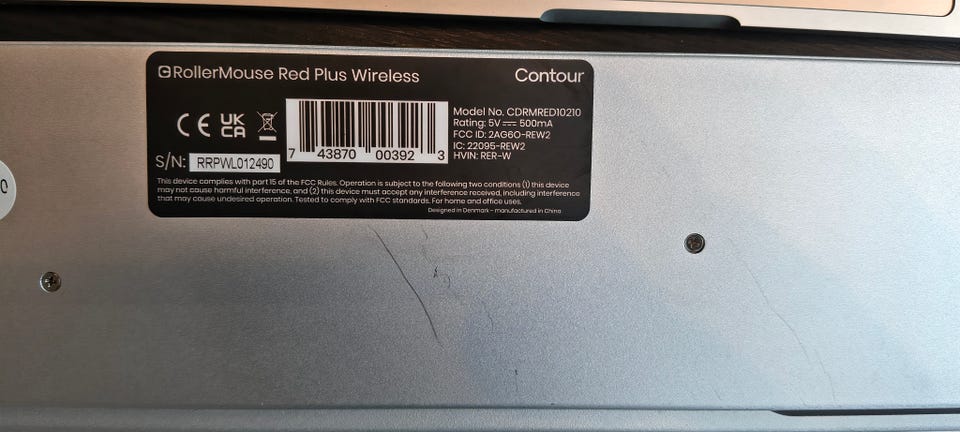 RollerMouse Red Plus Wireless
Contour
CE UK CA
Model No. CDRMRED10210
Rating: 5V ⎓ 500mA
FCC ID: 2AG6O-REW2
IC: 22095-REW2
HVIN: RER-W
7 43870 00392 3
S/N: RRPWL012490
This device complies with part 15 of the FCC Rules. Operation is subject to the following two conditions (1) this device
may not cause harmful interference, and (2) this device must accept any interference received, including interference
that may cause undesired operation. Tested to comply with FCC standards. For home and office uses.
Designed in Denmark - manufactured in China